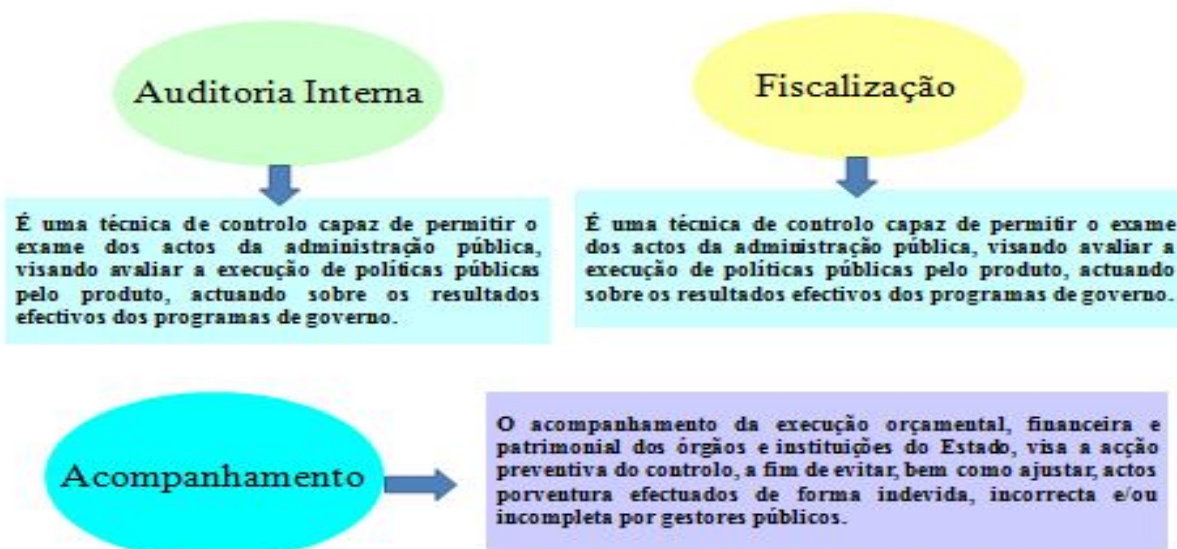 Auditoria Interna
É uma técnica de controlo capaz de permitir o
exame dos actos da administração pública,
visando avaliar a execução de políticas públicas
pelo produto, actuando sobre os resultados
efectivos dos programas de governo.
Fiscalização
É uma técnica de controlo capaz de permitir o exame
dos actos da administração pública, visando avaliar a
execução de políticas públicas pelo produto, actuando
sobre os resultados efectivos dos programas de governo.
Acompanhamento
O acompanhamento da execução orçamental, financeira e
patrimonial dos órgãos e instituições do Estado, visa a acção
preventiva do controlo, a fim de evitar, bem como ajustar, actos
porventura efectuados de forma indevida, incorrecta e/ou
incompleta por gestores públicos.